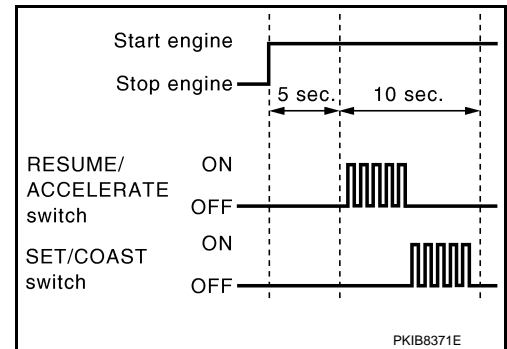 Start engine
Stop engine
5 sec.
10 sec.
RESUME/
ACCELERATE
switch
ON
OFF
SET/COAST
switch
ON
OFF
PKIB8371E